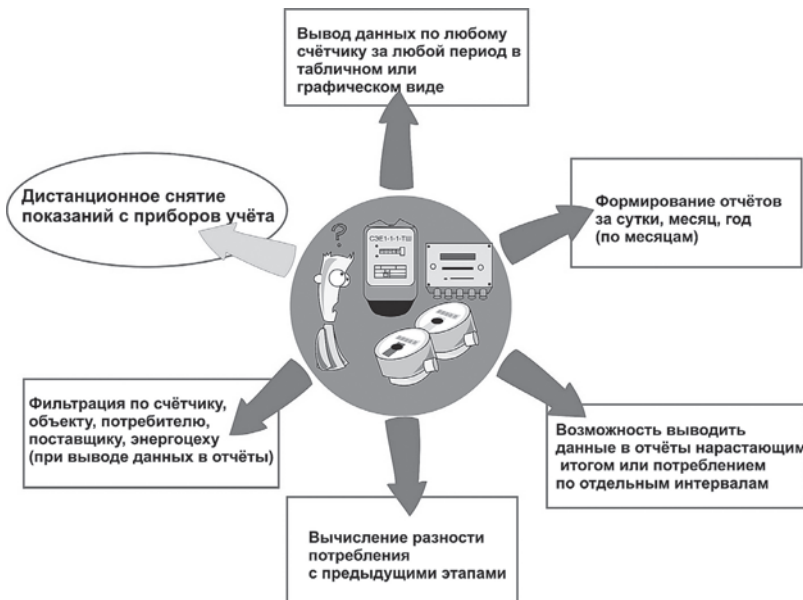 Вывод данных по любому
счётчику за любой период в
табличном или
графическом виде
Дистанционное снятие
показаний с приборов учёта
?
СЭЕ1-1-1-ТШ
Формирование отчётов
за сутки, месяц, год
(по месяцам)
Фильтрация по счётчику,
объекту, потребителю,
поставщику, энергоцеху
(при выводе данных в отчёты)
Возможность выводить
данные в отчёты нарастающим
итогом или потреблением
по отдельным интервалам
Вычисление разности
потребления
с предыдущими этапами